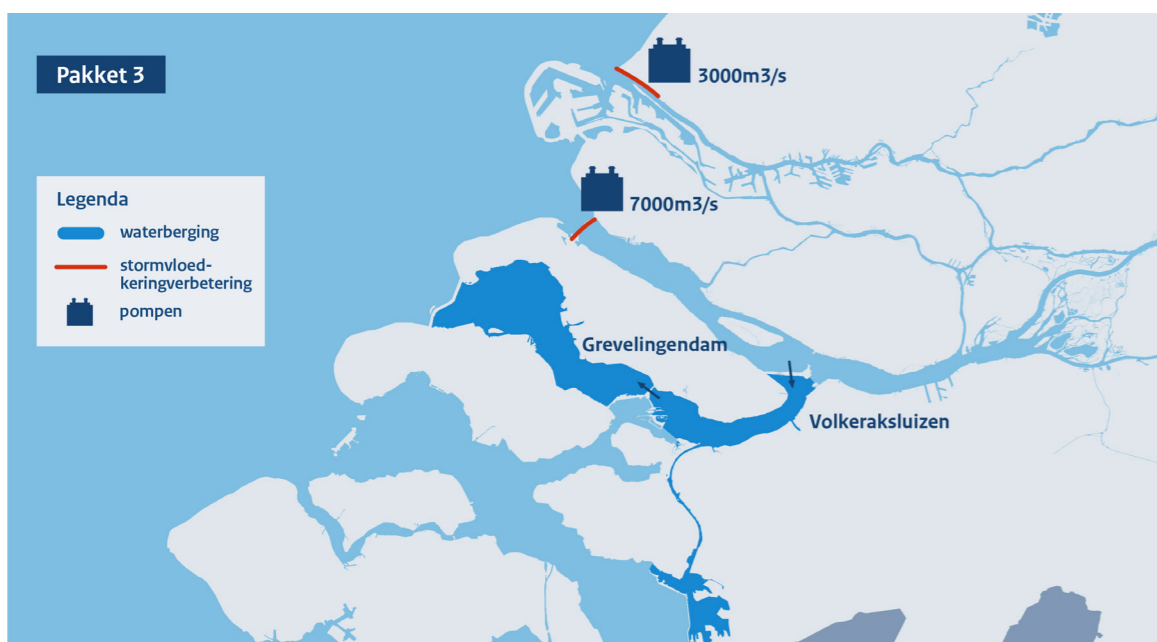 Pakket 3
3000m3/s
Legenda
waterberging
stormvloed-
keringverbetering
pompen
7000m3/s
Grevelingendam
Volkeraksluizen